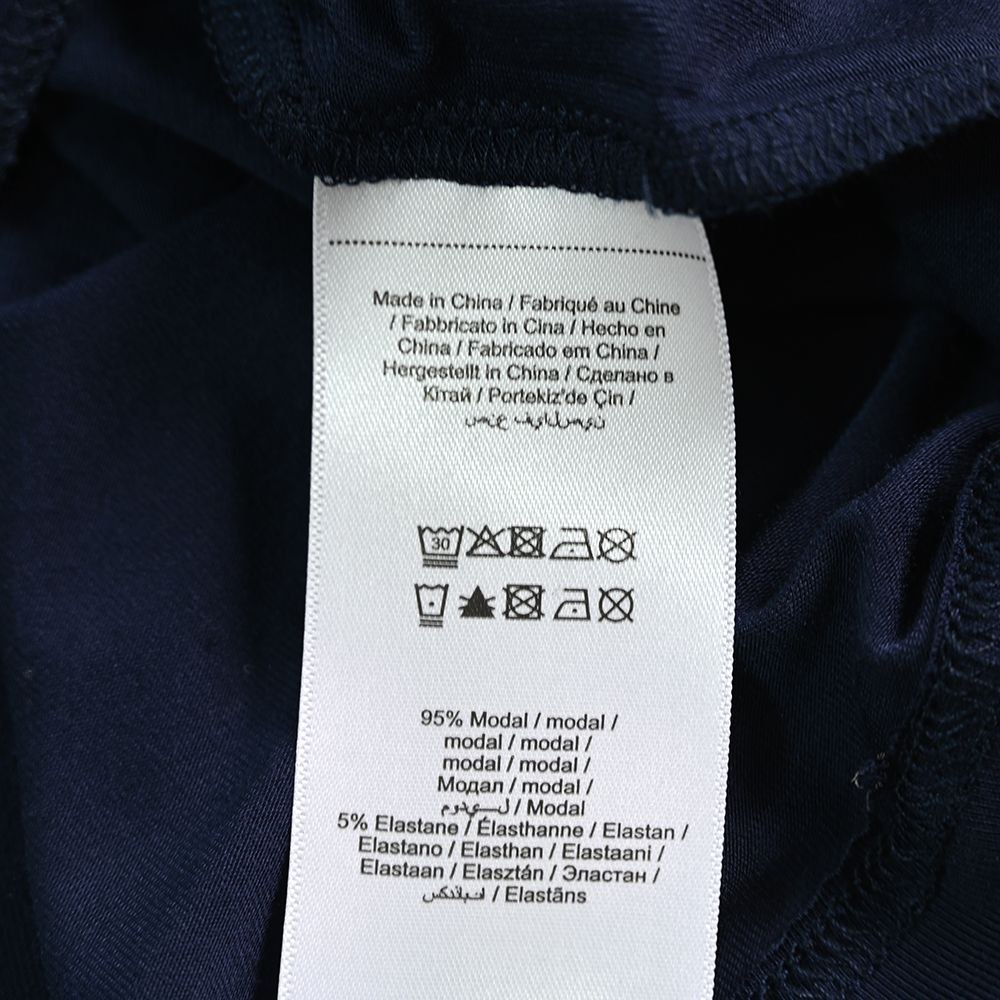 Made in China / Fabriqué au Chine
/ Fabbricato in Cina / Hecho en
China / Fabricado em China /
Hergestellt in China / Сделано в
Кітай / Portekiz'de Çin /
30
95% Modal / modal /
modal / modal /
modal / modal /
Модал / modal /
/ Modal
5% Elastane / Élasthanne / Elastan /
Elastano / Elasthan / Elastaani /
Elastaan / Elasztán / Эластан /
/ Elastāns